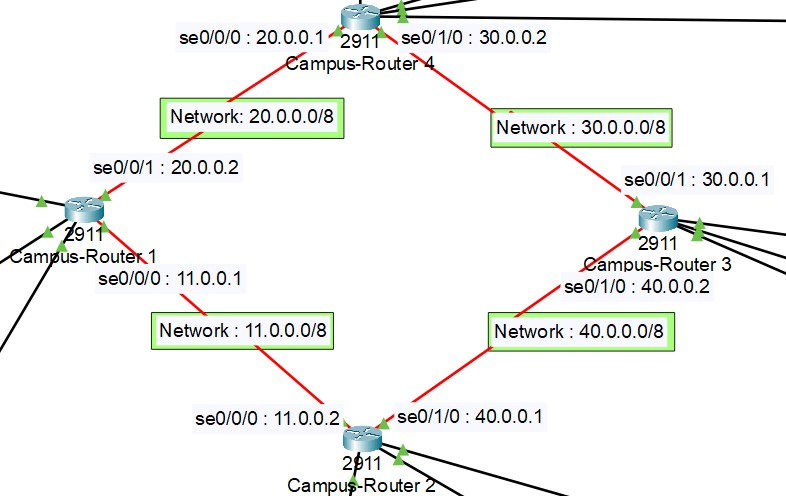 se0/0/0 : 20.0.0.1
se0/1/0 : 30.0.0.2
2911
Campus-Router 4
Network: 20.0.0.0/8
Network : 30.0.0.0/8
se0/0/1 : 20.0.0.2
se0/0/1 : 30.0.0.1
2911
Campus-Router 1
2911
Campus-Router 3
se0/0/0 : 11.0.0.1
se0/1/0 : 40.0.0.2
Network : 11.0.0.0/8
Network : 40.0.0.0/8
se0/0/0 : 11.0.0.2
se0/1/0 : 40.0.0.1
2911
Campus-Router 2